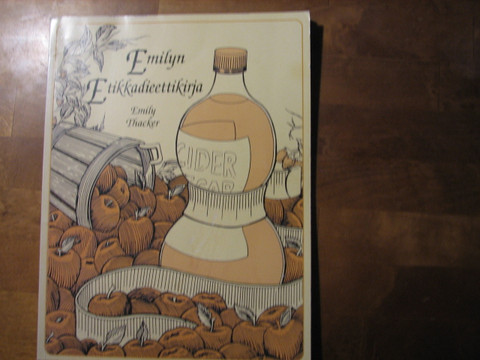 Emilyn
Etikkadieettikirja
Emily
Thacker
CIDER